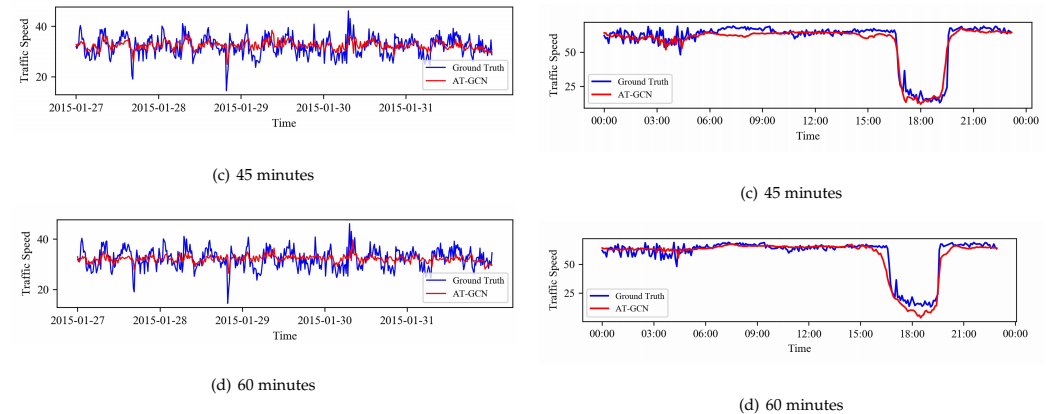 40
20
Traffic Speed
Ground Truth
AT-GCN
2015-01-27 2015-01-28 2015-01-29 2015-01-30 2015-01-31
Time
(c) 45 minutes
50
25
Traffic Speed
Ground Truth
AT-GCN
00:00 03:00 06:00 09:00 12:00 15:00 18:00 21:00 00:00
Time
(c) 45 minutes
40
20
Traffic Speed
Ground Truth
AT-GCN
2015-01-27 2015-01-28 2015-01-29 2015-01-30 2015-01-31
Time
(d) 60 minutes
50
25
Traffic Speed
Ground Truth
AT-GCN
00:00 03:00 06:00 09:00 12:00 15:00 18:00 21:00 00:00
Time
(d) 60 minutes